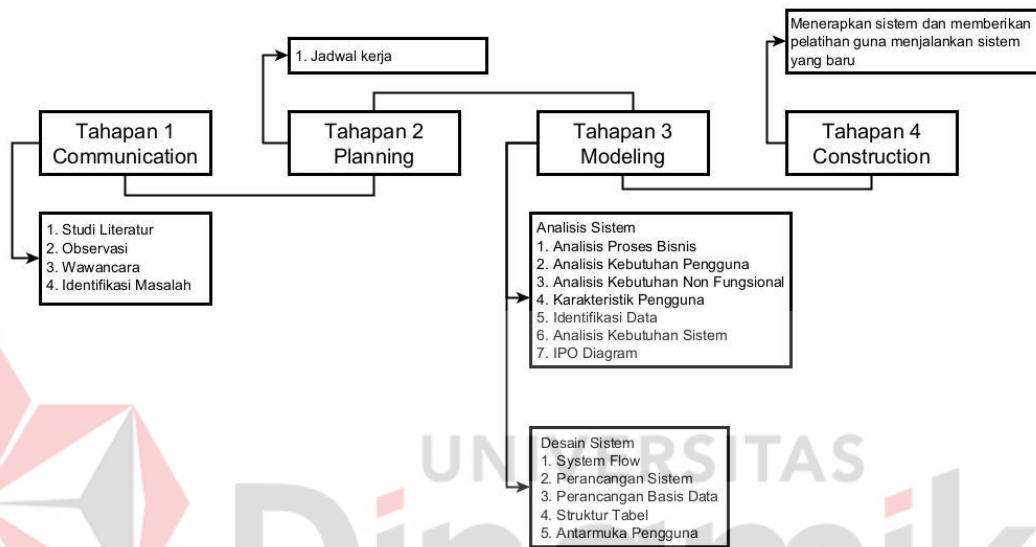 1. Jadwal kerja
Menerapkan sistem dan memberikan
pelatihan guna menjalankan sistem
yang baru
Tahapan 1
Communication
Tahapan 2
Planning
Tahapan 3
Modeling
Tahapan 4
Construction
1. Studi Literatur
2. Observasi
3. Wawancara
4. Identifikasi Masalah
Analisis Sistem
1. Analisis Proses Bisnis
2. Analisis Kebutuhan Pengguna
3. Analisis Kebutuhan Non Fungsional
4. Karakteristik Pengguna
5. Identifikasi Data
6. Analisis Kebutuhan Sistem
7. IPO Diagram
Desain Sistem
1. System Flow
2. Perancangan Sistem
3. Perancangan Basis Data
4. Struktur Tabel
5. Antarmuka Pengguna
UNIVERSITAS